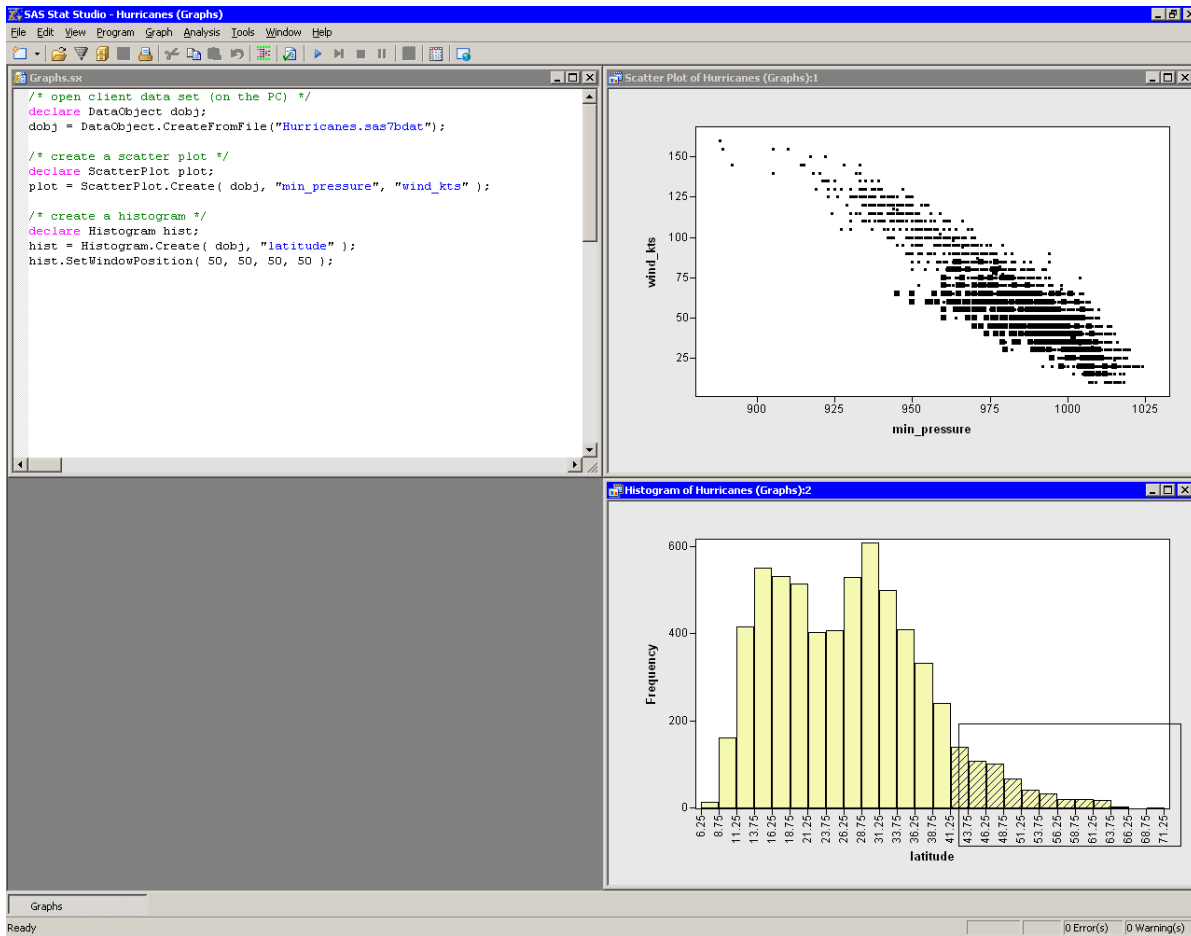 SAS Stat Studio - Hurricanes (Graphs)
File Edit View Program Graph Analysis Tools Window Help
Graphs.sx
/* open client data set (on the PC) */
declare DataObject dobj;
dobj = DataObject.CreateFromFile("Hurricanes.sas7bdat");
/* create a scatter plot */
declare ScatterPlot plot;
plot = ScatterPlot.Create( dobj, "min_pressure", "wind_kts" );
/* create a histogram */
declare Histogram hist;
hist = Histogram.Create( dobj, "latitude" );
hist.SetWindowPosition( 50, 50, 50, 50 );
Scatter Plot of Hurricanes (Graphs):1
wind_kts
150
125
100
75
50
25
900 925 950 975 1000 1025
min_pressure
Histogram of Hurricanes (Graphs):2
Frequency
600
400
200
0
6.25 8.75 11.25 13.75 16.25 18.75 21.25 23.75 26.25 28.75 31.25 33.75 36.25 38.75 41.25 43.75 46.25 48.75 51.25 53.75 56.25 58.75 61.25 63.75 66.25 68.75 71.25
latitude
Graphs
Ready
0 Error(s) 0 Warning(s)